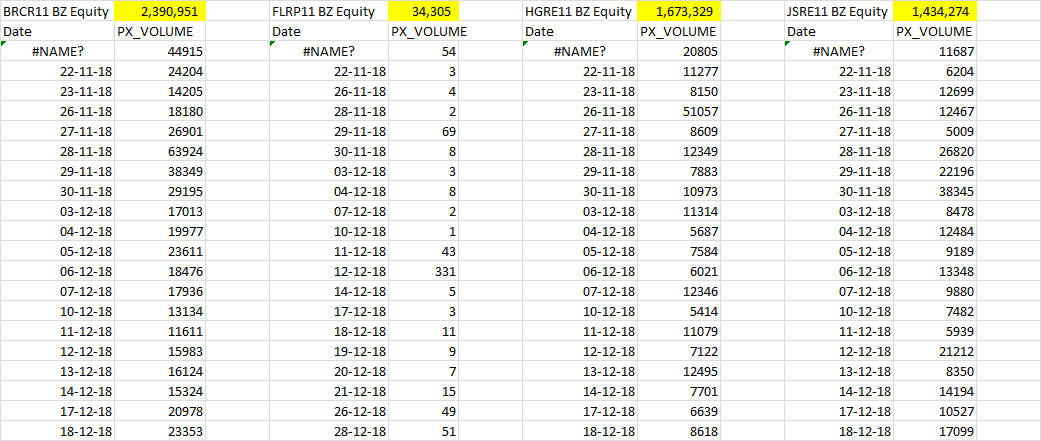 BRCR11 BZ Equity 2,390,951 FLRP11 BZ Equity 34,305 HGRE11 BZ Equity 1,673,329 JSRE11 BZ Equity 1,434,274
Date PX_VOLUME Date PX_VOLUME Date PX_VOLUME Date PX_VOLUME
#NAME? 44915 #NAME? 54 #NAME? 20805 #NAME? 11687
22-11-18 24204 22-11-18 3 22-11-18 11277 22-11-18 6204
23-11-18 14205 26-11-18 4 23-11-18 8150 23-11-18 12699
26-11-18 18180 28-11-18 2 26-11-18 51057 26-11-18 12467
27-11-18 26901 29-11-18 69 27-11-18 8609 27-11-18 5009
28-11-18 63924 30-11-18 8 28-11-18 12349 28-11-18 26820
29-11-18 38349 03-12-18 3 29-11-18 7883 29-11-18 22196
30-11-18 29195 04-12-18 8 30-11-18 10973 30-11-18 38345
03-12-18 17013 07-12-18 2 03-12-18 11314 03-12-18 8478
04-12-18 19977 10-12-18 1 04-12-18 5687 04-12-18 12484
05-12-18 23611 11-12-18 43 05-12-18 7584 05-12-18 9189
06-12-18 18476 12-12-18 331 06-12-18 6021 06-12-18 13348
07-12-18 17936 14-12-18 5 07-12-18 12346 07-12-18 9880
10-12-18 13134 17-12-18 3 10-12-18 5414 10-12-18 7482
11-12-18 11611 18-12-18 11 11-12-18 11079 11-12-18 5939
12-12-18 15983 19-12-18 9 12-12-18 7122 12-12-18 21212
13-12-18 16124 20-12-18 7 13-12-18 12495 13-12-18 8350
14-12-18 15324 21-12-18 15 14-12-18 7701 14-12-18 14194
17-12-18 20978 26-12-18 49 17-12-18 6639 17-12-18 10527
18-12-18 23353 28-12-18 51 18-12-18 8618 18-12-18 17099